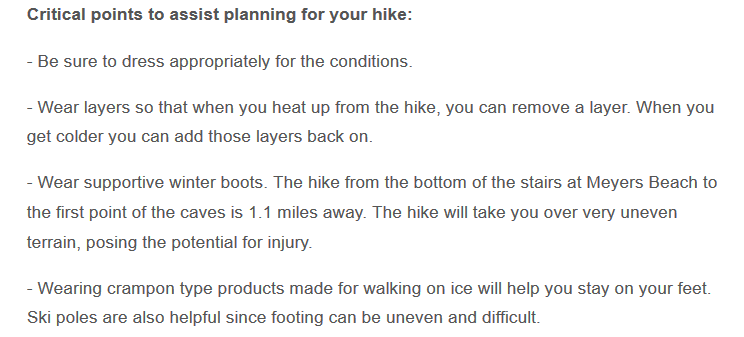 Critical points to assist planning for your hike:
- Be sure to dress appropriately for the conditions.
- Wear layers so that when you heat up from the hike, you can remove a layer. When you
get colder you can add those layers back on.
- Wear supportive winter boots. The hike from the bottom of the stairs at Meyers Beach to
the first point of the caves is 1.1 miles away. The hike will take you over very uneven
terrain, posing the potential for injury.
- Wearing crampon type products made for walking on ice will help you stay on your feet.
Ski poles are also helpful since footing can be uneven and difficult.